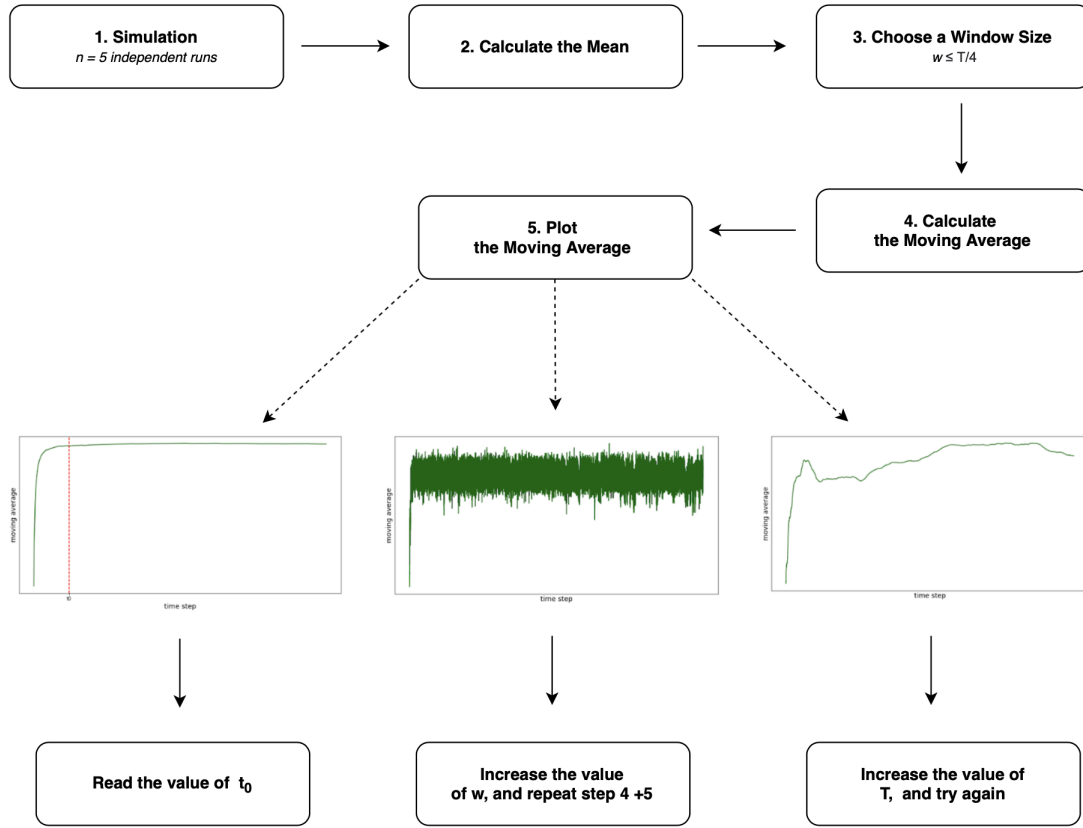 1. Simulation
n = 5 independent runs
2. Calculate the Mean
3. Choose a Window Size
w ≤ T/4
5. Plot
the Moving Average
4. Calculate
the Moving Average
moving average
t0
time step
moving average
time step
moving average
time step
Read the value of t₀
Increase the value
of w, and repeat step 4 +5
Increase the value of
T, and try again